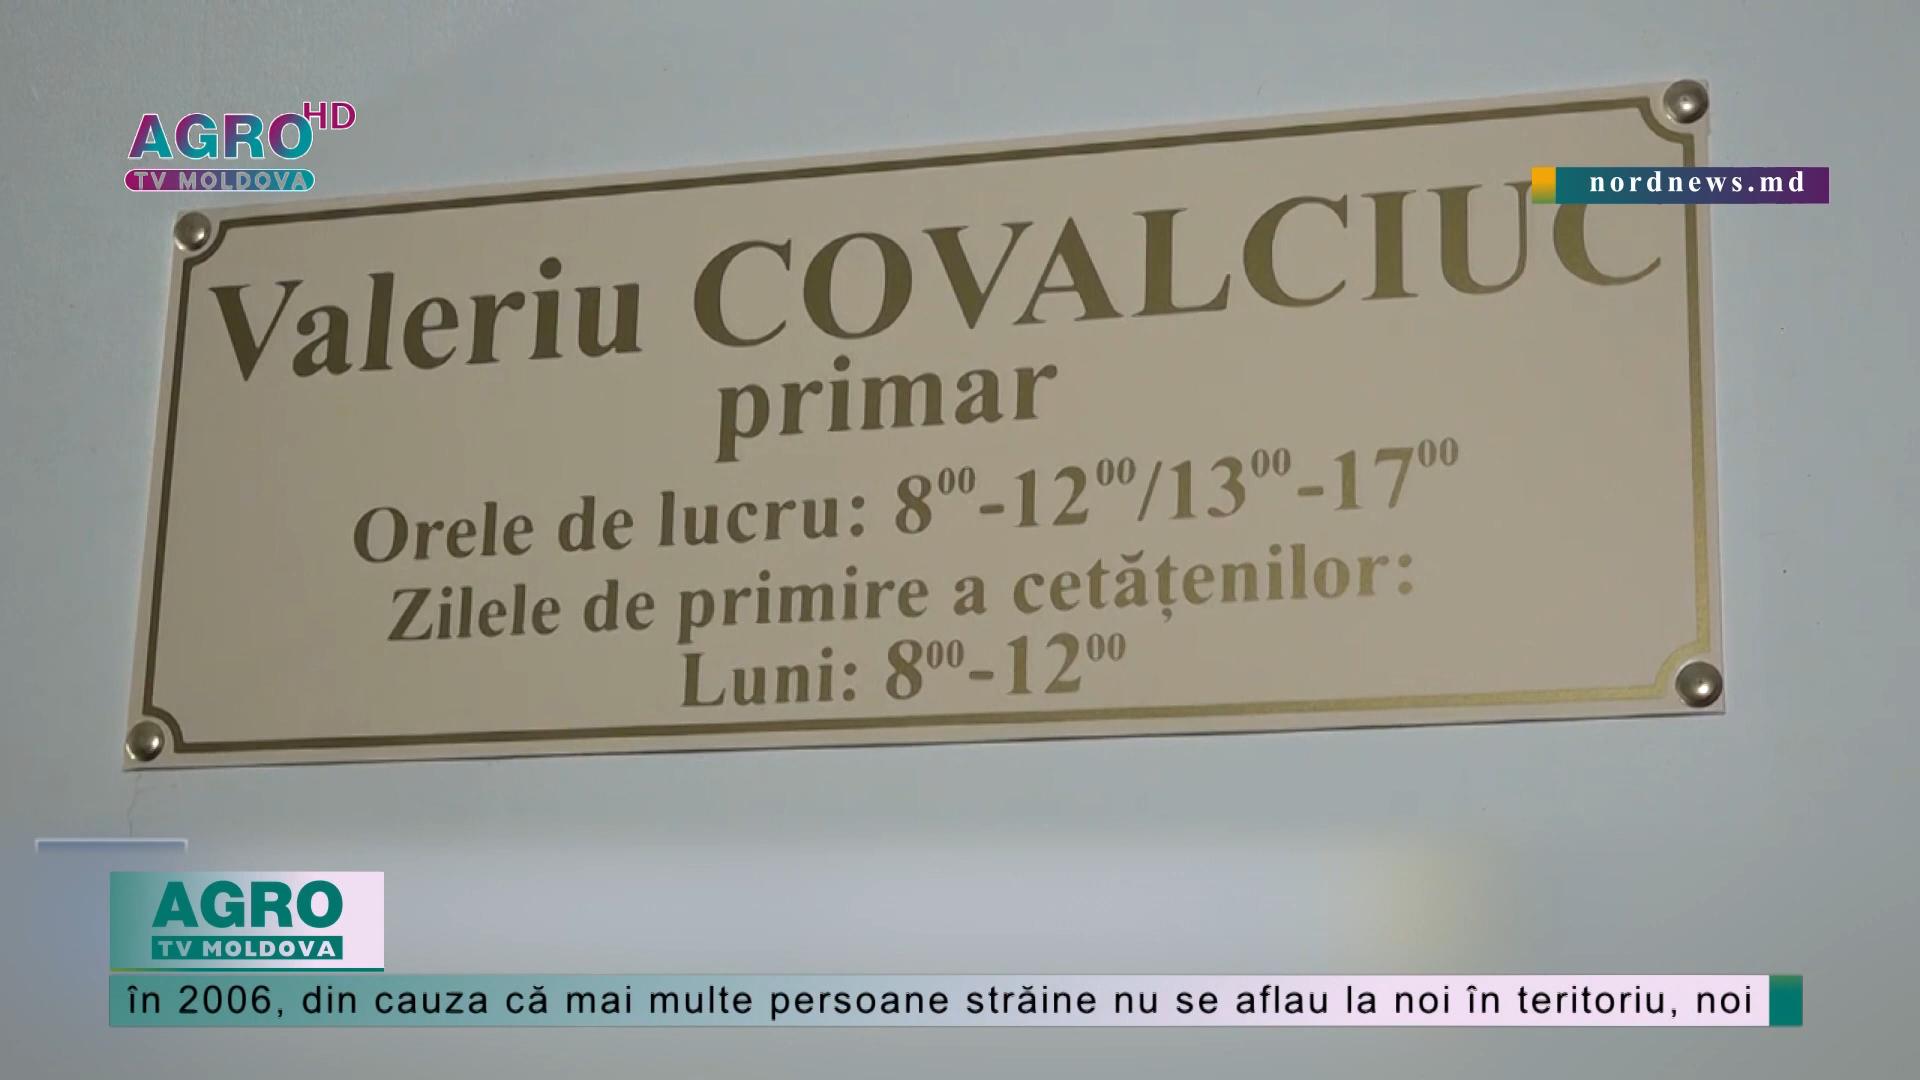 AGRO HD
TV MOLDOVA
nordnews.md
Valeriu COVALCIUC
primar
Orele de lucru: 8⁰⁰-12⁰⁰/13⁰⁰-17⁰⁰
Zilele de primire a cetățenilor:
Luni: 8⁰⁰-12⁰⁰
AGRO
TV MOLDOVA
în 2006, din cauza că mai multe persoane străine nu se aflau la noi în teritoriu, noi